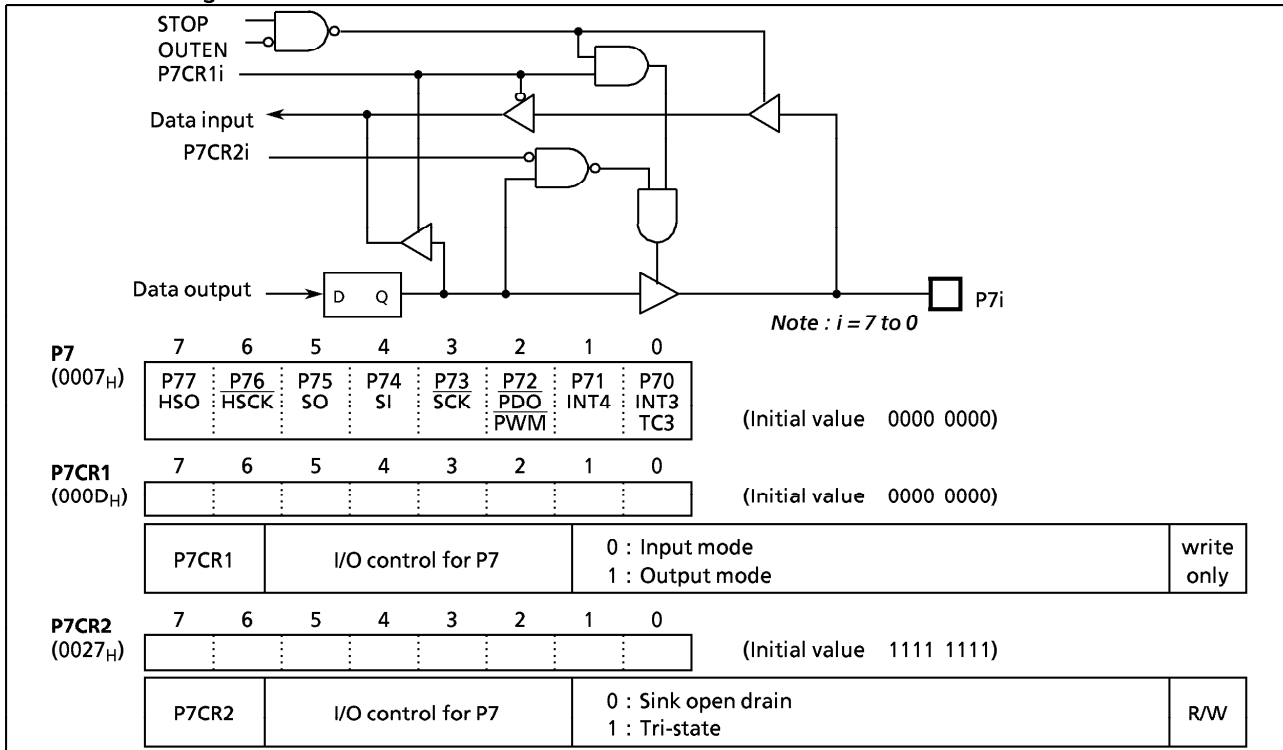 STOP
OUTEN
P7CR1i
Data input
P7CR2i
Data output
D Q
P7i
Note : i = 7 to 0
P7
(0007H)
7 6 5 4 3 2 1 0
P77 P76 P75 P74 P73 P72 P71 P70
HSO HSCK SO SI SCK PDO INT4 INT3
PWM TC3
(Initial value 0000 0000)
P7CR1
(000DH)
7 6 5 4 3 2 1 0
(Initial value 0000 0000)
P7CR1 I/O control for P7 0 : Input mode write
1 : Output mode only
P7CR2
(0027H)
7 6 5 4 3 2 1 0
(Initial value 1111 1111)
P7CR2 I/O control for P7 0 : Sink open drain R/W
1 : Tri-state